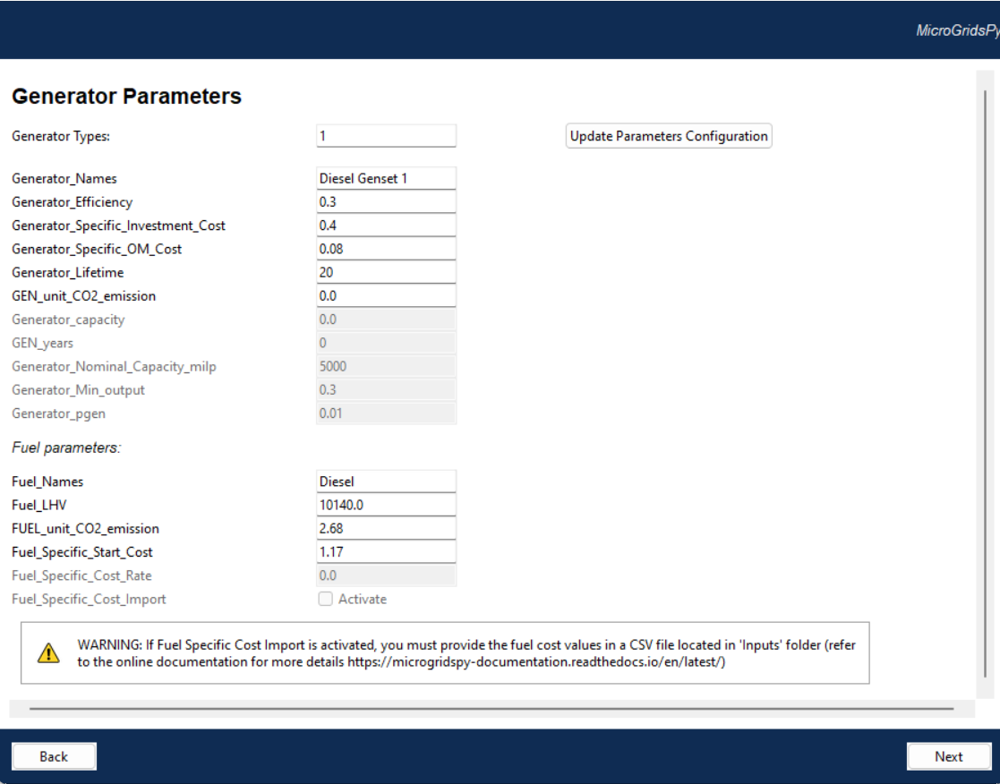 MicroGridsPy
Generator Parameters
Generator Types: 1 Update Parameters Configuration
Generator_Names Diesel Genset 1
Generator_Efficiency 0.3
Generator_Specific_Investment_Cost 0.4
Generator_Specific_OM_Cost 0.08
Generator_Lifetime 20
GEN_unit_CO2_emission 0.0
Generator_capacity 0.0
GEN_years 0
Generator_Nominal_Capacity_milp 5000
Generator_Min_output 0.3
Generator_pgen 0.01
Fuel parameters:
Fuel_Names Diesel
Fuel_LHV 10140.0
FUEL_unit_CO2_emission 2.68
Fuel_Specific_Start_Cost 1.17
Fuel_Specific_Cost_Rate 0.0
Fuel_Specific_Cost_Import Activate
WARNING: If Fuel Specific Cost Import is activated, you must provide the fuel cost values in a CSV file located in 'Inputs' folder (refer
to the online documentation for more details https://microgridspy-documentation.readthedocs.io/en/latest/)
Back Next